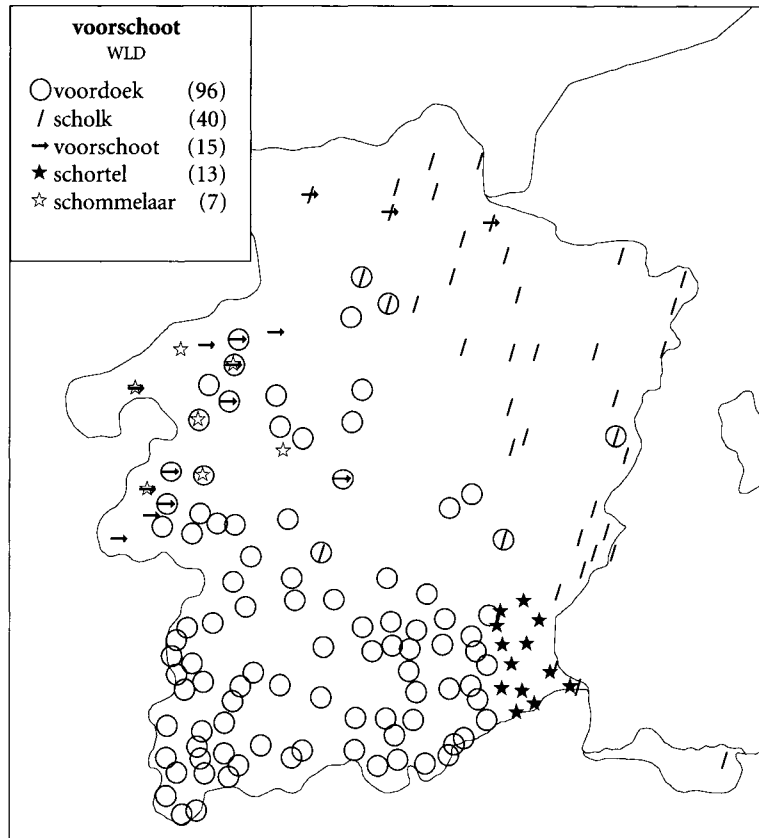 voorschoot
WLD
voordoek (96)
scholk (40)
voorschoot (15)
schortel (13)
schommelaar (7)